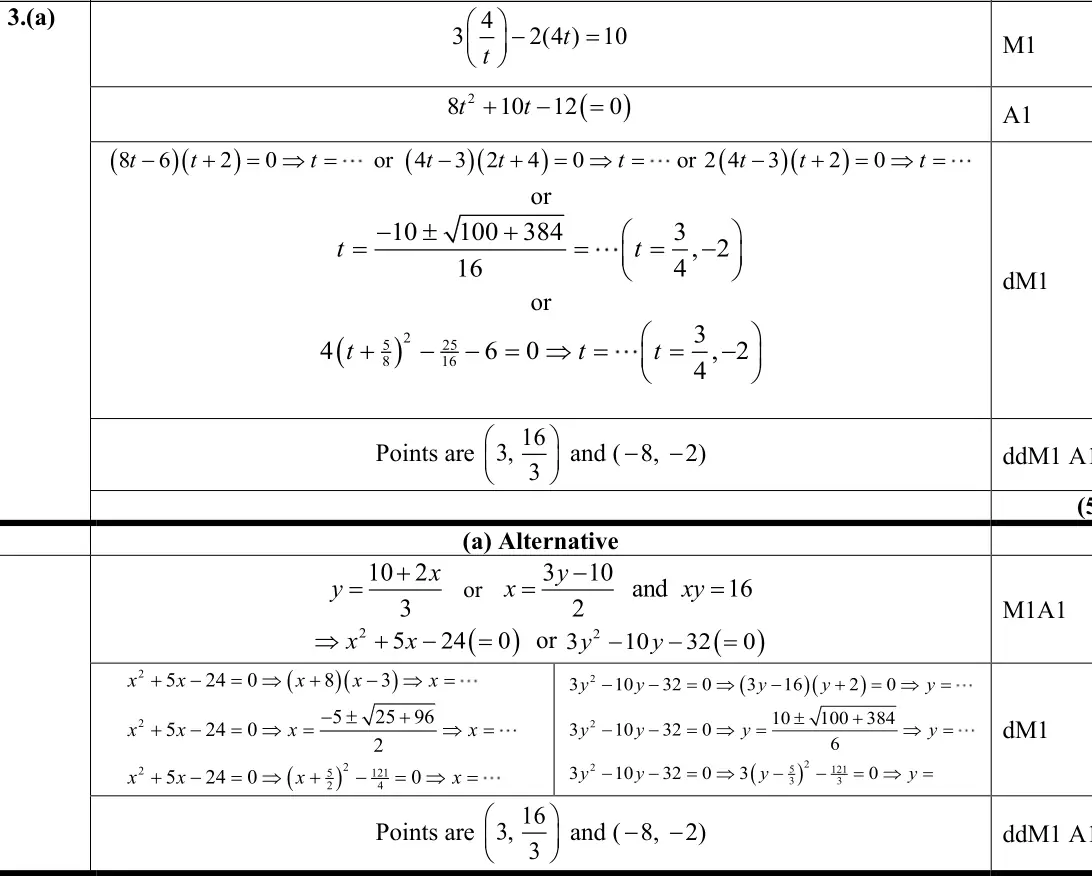 3.(a)
3(4/t) − 2(4t) = 10
M1
8t² + 10t − 12 (= 0)
A1
(8t − 6)(t + 2) = 0 ⇒ t = ⋯ or (4t − 3)(2t + 4) = 0 ⇒ t = ⋯ or 2(4t − 3)(t + 2) = 0 ⇒ t = ⋯
or
t = (−10 ± √(100 + 384))/16 = ⋯ (t = 3/4, −2)
dM1
or
4(t + 5/8)² − 25/16 − 6 = 0 ⇒ t = ⋯ (t = 3/4, −2)
Points are (3, 16/3) and (−8, −2)
ddM1 A1
(5
(a) Alternative
y = (10 + 2x)/3 or x = (3y − 10)/2 and xy = 16
M1A1
⇒ x² + 5x − 24 (= 0) or 3y² − 10y − 32 (= 0)
x² + 5x − 24 = 0 ⇒ (x + 8)(x − 3) ⇒ x = ⋯
x² + 5x − 24 = 0 ⇒ x = (−5 ± √(25 + 96))/2 ⇒ x = ⋯
x² + 5x − 24 = 0 ⇒ (x + 5/2)² − 121/4 = 0 ⇒ x = ⋯
3y² − 10y − 32 = 0 ⇒ (3y − 16)(y + 2) = 0 ⇒ y = ⋯
3y² − 10y − 32 = 0 ⇒ y = (10 ± √(100 + 384))/6 ⇒ y = ⋯
3y² − 10y − 32 = 0 ⇒ 3(y − 5/3)² − 121/3 = 0 ⇒ y =
dM1
Points are (3, 16/3) and (−8, −2)
ddM1 A1